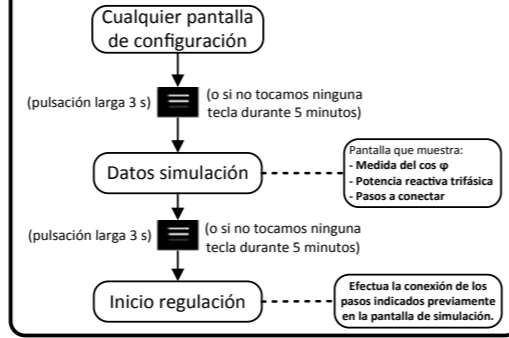 Cualquier pantalla
de configuración
(pulsación larga 3 s)
(o si no tocamos ninguna
tecla durante 5 minutos)
Datos simulación
Pantalla que muestra:
- Medida del cos φ
- Potencia reactiva trifásica
- Pasos a conectar
(pulsación larga 3 s)
(o si no tocamos ninguna
tecla durante 5 minutos)
Inicio regulación
Efectua la conexión de los
pasos indicados previamente
en la pantalla de simulación.